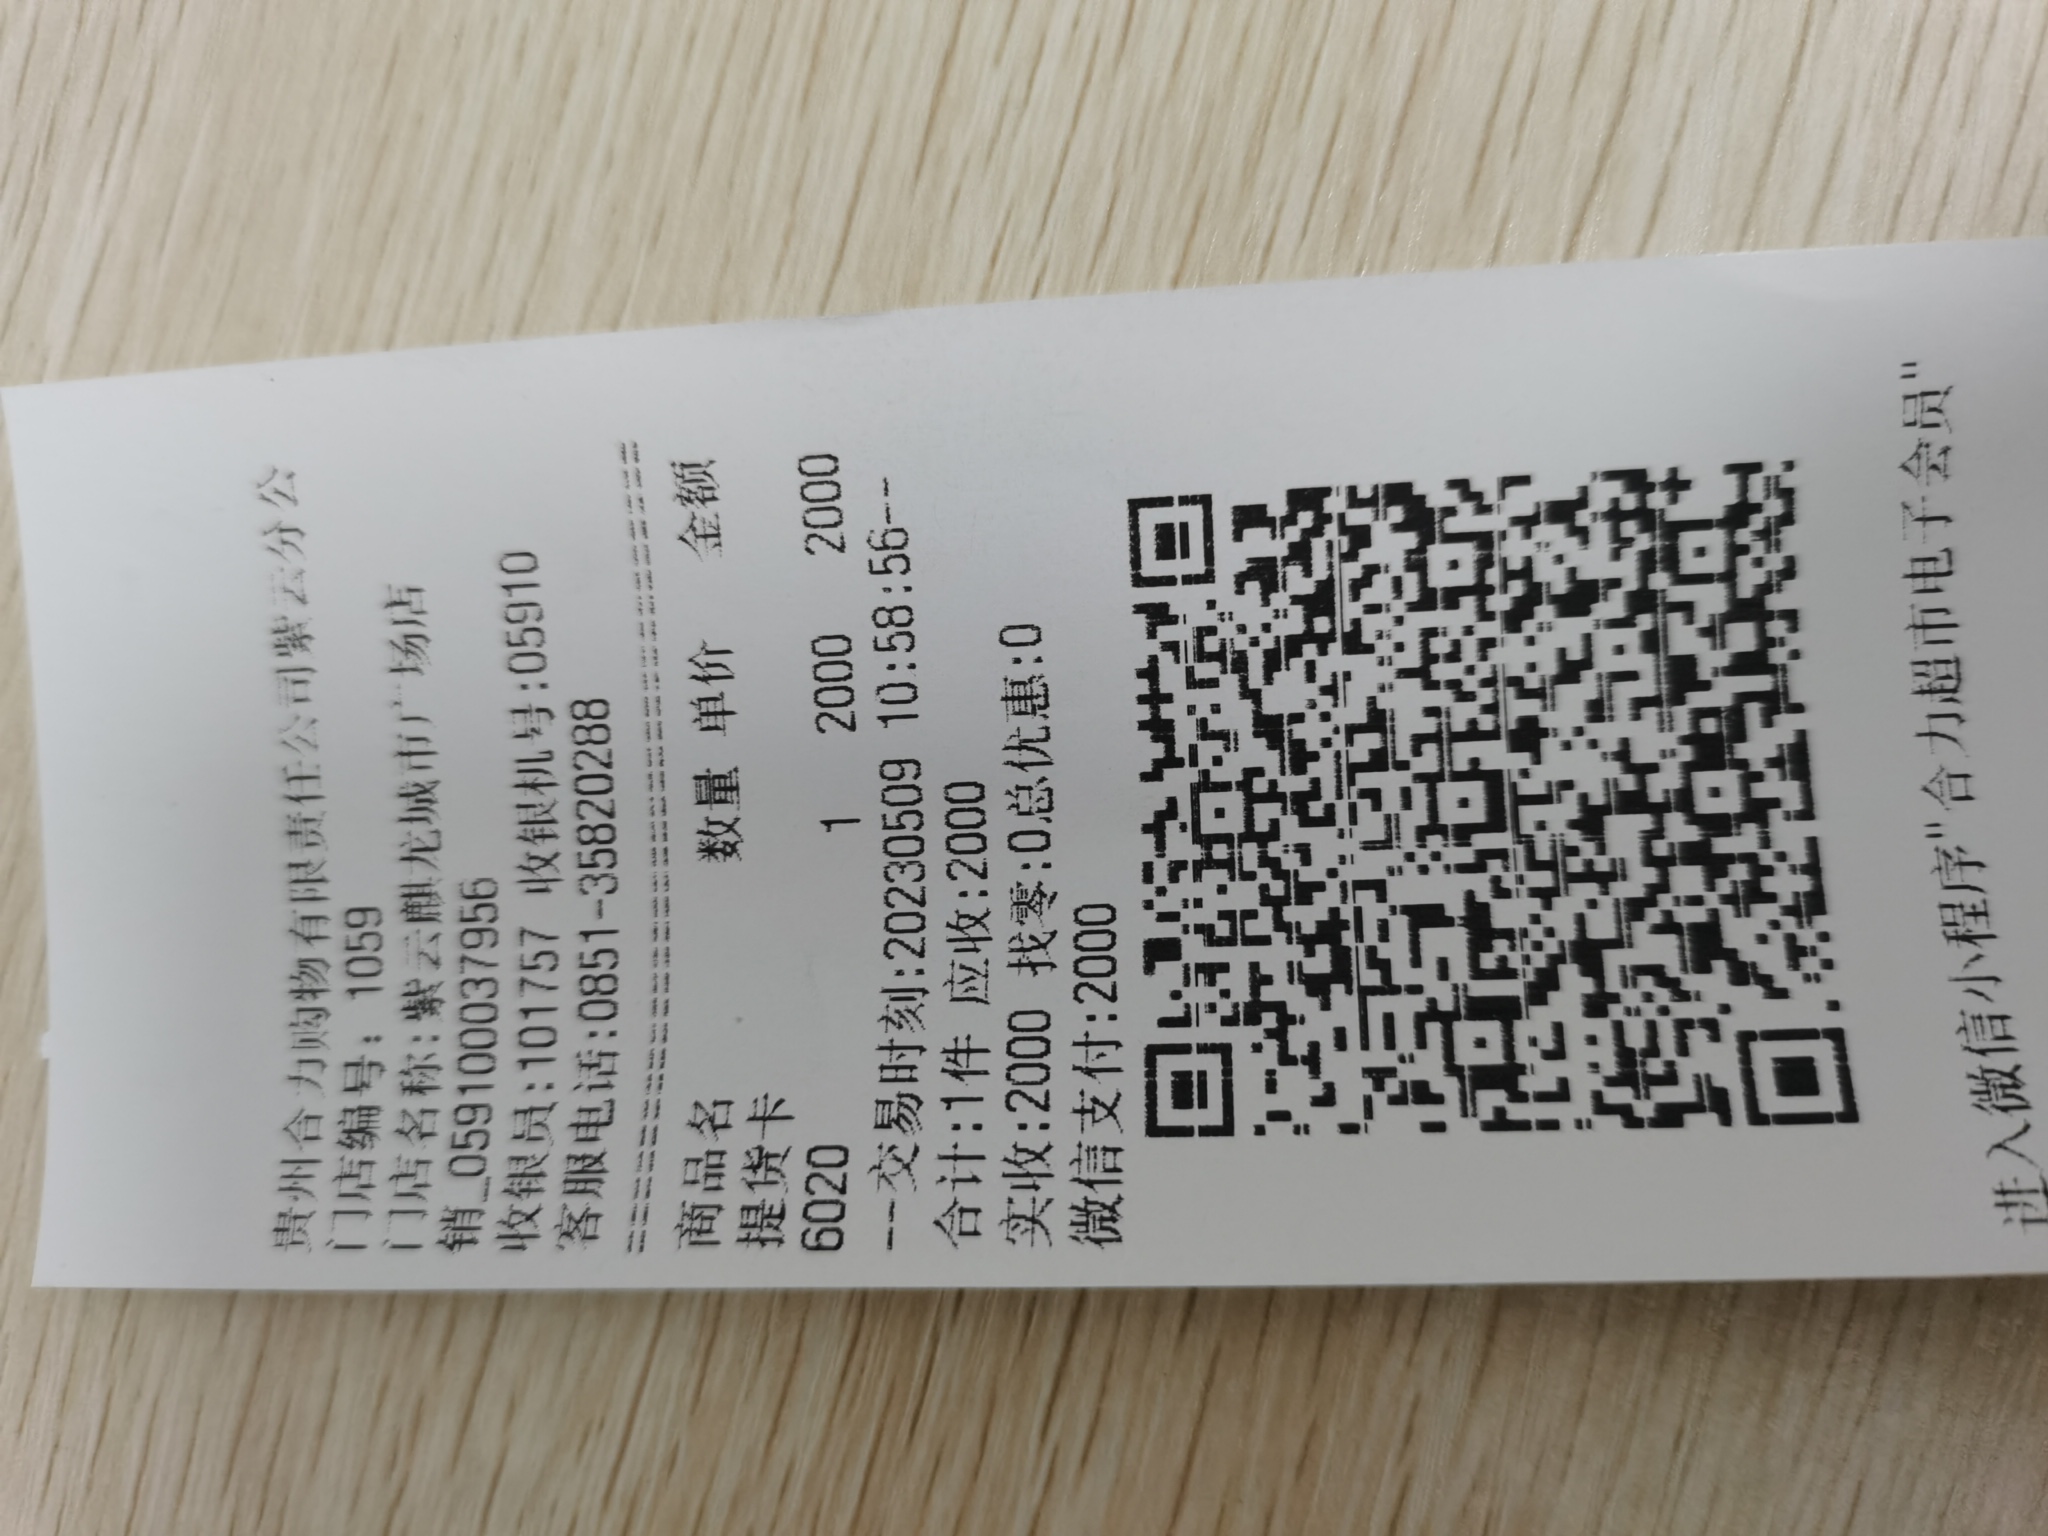 贵州合力购物有限责任公司紫云分公
门店编号: 1059
门店名称:紫云麒龙城市广场店
销_0591000379956
收银员:101757 收银机号:05910
客服电话:0851-35820288
================================
商品名 数量 单价 金额
提货卡
6020 1 2000 2000
--交易时刻:20230509 10:58:56--
合计:1件 应收:2000
实收:2000 找零:0总优惠:0
微信支付:2000
进入微信小程序"合力超市电子会员"